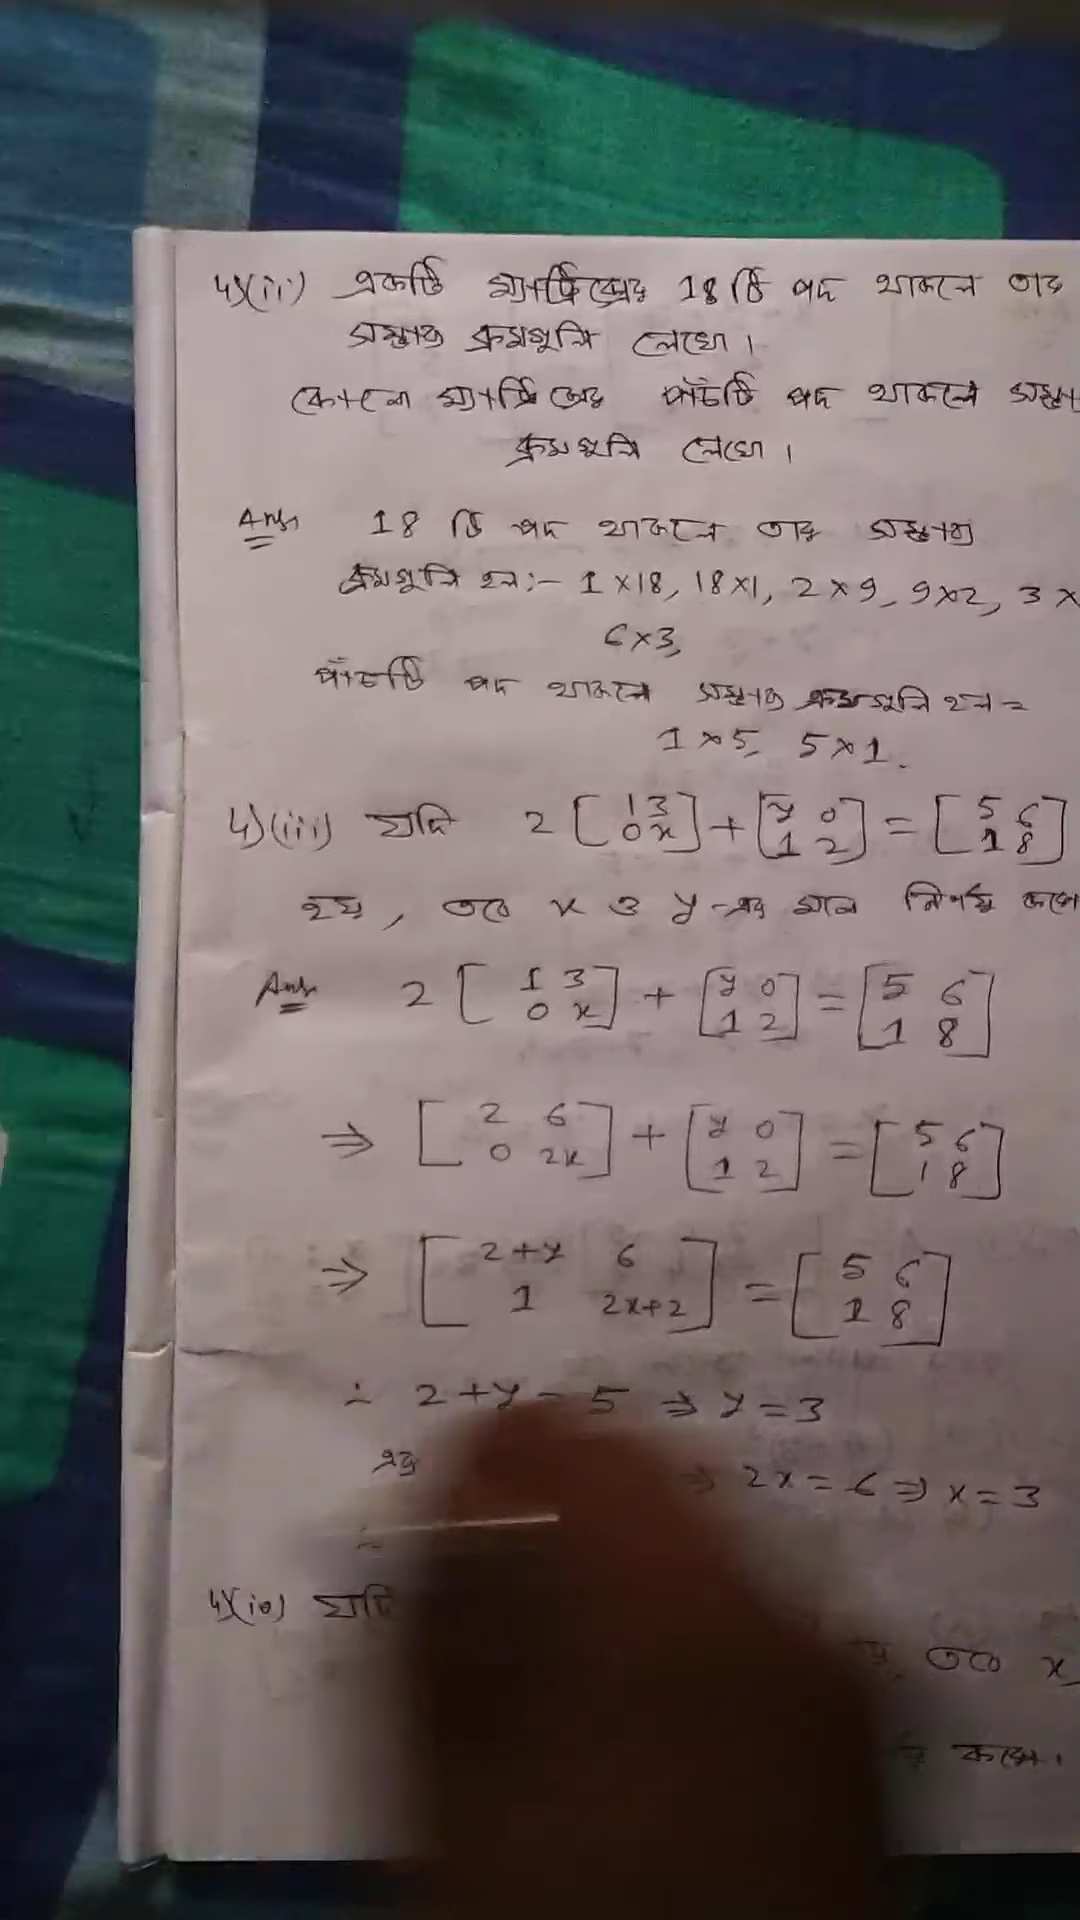 4)(ii) একটি ম্যাট্রিক্সের 18 টি পদ থাকলে তার
সম্ভাব্য ক্রমগুলি লেখো।
কোনো ম্যাট্রিক্সের পাঁচটি পদ থাকলে
ক্রমগুলি লেখো।
Ans 18 টি পদ থাকলে তার সম্ভাব্য
ক্রমগুলি হল:- 1×18, 18×1, 2×9, 9×2, 3×
6×3,
পাঁচটি পদ থাকলে সম্ভাব্য ক্রমগুলি হল =
1×5, 5×1.
4)(iii) যদি 2 [1 3 0 x] + [y 0 1 2] = [5 6 1 8]
হয়, তবে x ও y-এর মান নির্ণয় করো
Ans 2 [1 3 0 x] + [y 0 1 2] = [5 6 1 8]
⇒ [2 6 0 2x] + [y 0 1 2] = [5 6 1 8]
⇒ [2+y 6 1 2x+2] = [5 6 1 8]
∴ 2+y = 5 ⇒ y = 3
⇒ 2x = 6 ⇒ x = 3
∴
4)(iv) যদি
তবে x,
করো।